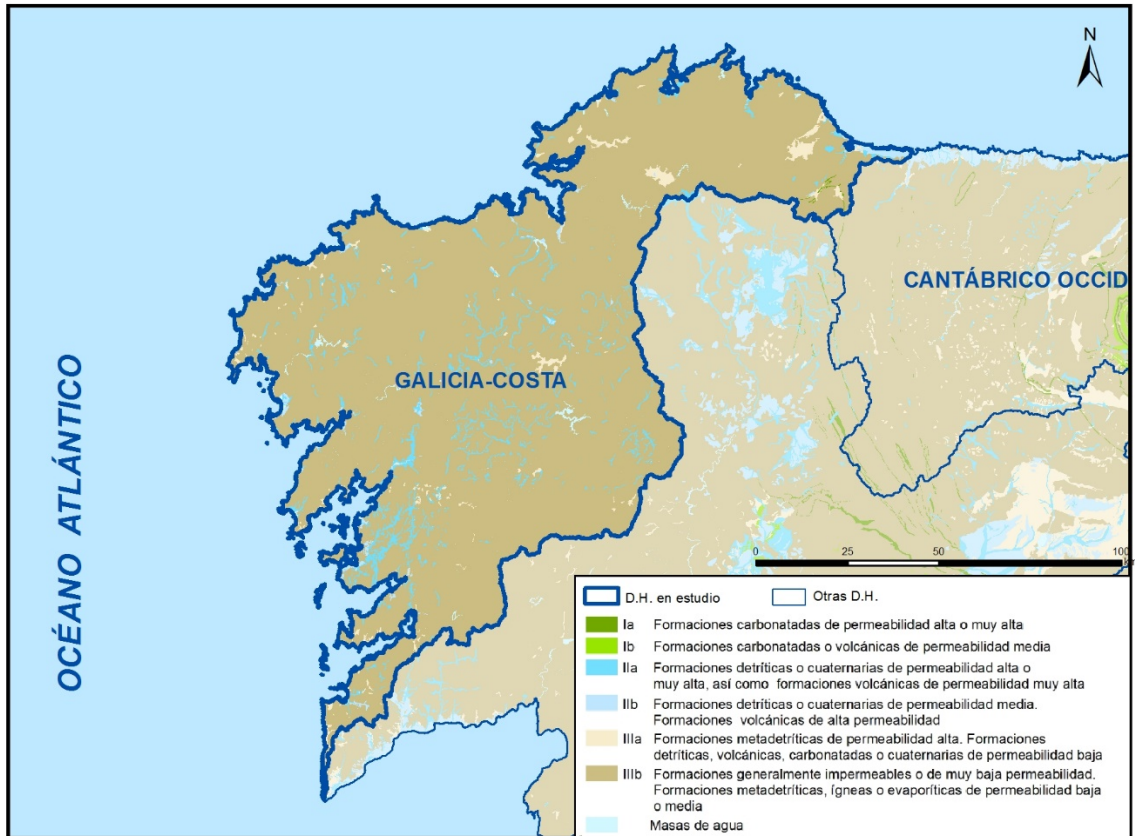 N
CANTÁBRICO OCCID
GALICIA-COSTA
OCÉANO ATLÁNTICO
0 25 50 100
D.H. en estudio Otras D.H.
Ia Formaciones carbonatadas de permeabilidad alta o muy alta
Ib Formaciones carbonatadas o volcánicas de permeabilidad media
IIa Formaciones detríticas o cuaternarias de permeabilidad alta o
muy alta, así como formaciones volcánicas de permeabilidad muy alta
IIb Formaciones detríticas o cuaternarias de permeabilidad media.
Formaciones volcánicas de alta permeabilidad
IIIa Formaciones metadetríticas de permeabilidad alta. Formaciones
detríticas, volcánicas, carbonatadas o cuaternarias de permeabilidad baja
IIIb Formaciones generalmente impermeables o de muy baja permeabilidad.
Formaciones metadetríticas, ígneas o evaporíticas de permeabilidad baja
o media
Masas de agua